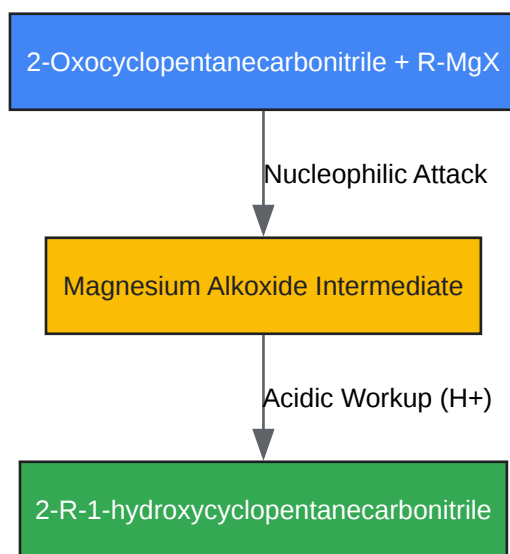 2-Oxocyclopentanecarbonitrile + R-MgX
Nucleophilic Attack
Magnesium Alkoxide Intermediate
Acidic Workup (H+)
2-R-1-hydroxycyclopentanecarbonitrile